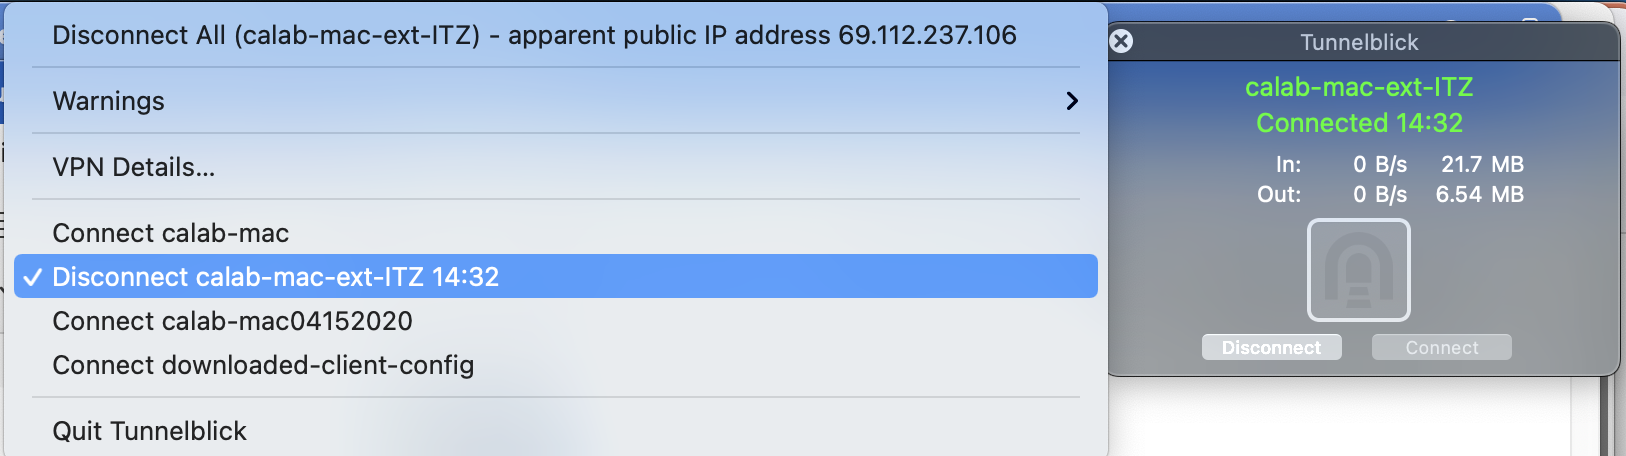 Disconnect All (calab-mac-ext-ITZ) - apparent public IP address 69.112.237.106
Warnings
VPN Details...
Connect calab-mac
✓ Disconnect calab-mac-ext-ITZ 14:32
Connect calab-mac04152020
Connect downloaded-client-config
Quit Tunnelblick
Tunnelblick
calab-mac-ext-ITZ
Connected 14:32
In: 0 B/s 21.7 MB
Out: 0 B/s 6.54 MB
Disconnect Connect